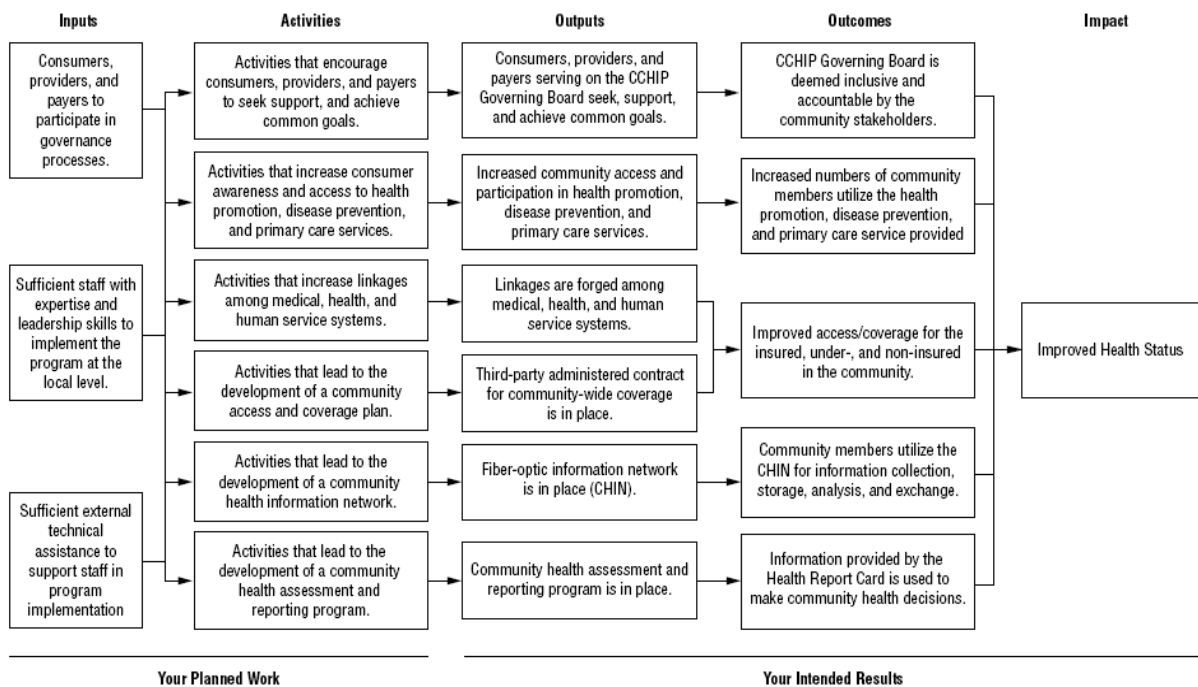 Inputs
Activities
Outputs
Outcomes
Impact
Consumers,
providers, and
payers to
participate in
governance
processes.
Sufficient staff with
expertise and
leadership skills to
implement the
program at the
local level.
Sufficient external
technical
assistance to
support staff in
program
implementation
Activities that encourage
consumers, providers, and payers
to seek support, and achieve
common goals.
Activities that increase consumer
awareness and access to health
promotion, disease prevention,
and primary care services.
Activities that increase linkages
among medical, health, and
human service systems.
Activities that lead to the
development of a community
access and coverage plan.
Activities that lead to the
development of a community
health information network.
Activities that lead to the
development of a community
health assessment and
reporting program.
Consumers, providers, and
payers serving on the CCHIP
Governing Board seek, support,
and achieve common goals.
Increased community access and
participation in health promotion,
disease prevention, and
primary care services.
Linkages are forged among
medical, health, and human
service systems.
Third-party administered contract
for community-wide coverage
is in place.
Fiber-optic information network
is in place (CHIN).
Community health assessment and
reporting program is in place.
CCHIP Governing Board is
deemed inclusive and
accountable by the
community stakeholders.
Increased numbers of community
members utilize the health
promotion, disease prevention,
and primary care service provided
Improved access/coverage for the
insured, under-, and non-insured
in the community.
Community members utilize the
CHIN for information collection,
storage, analysis, and exchange.
Information provided by the
Health Report Card is used to
make community health decisions.
Improved Health Status
Your Planned Work
Your Intended Results